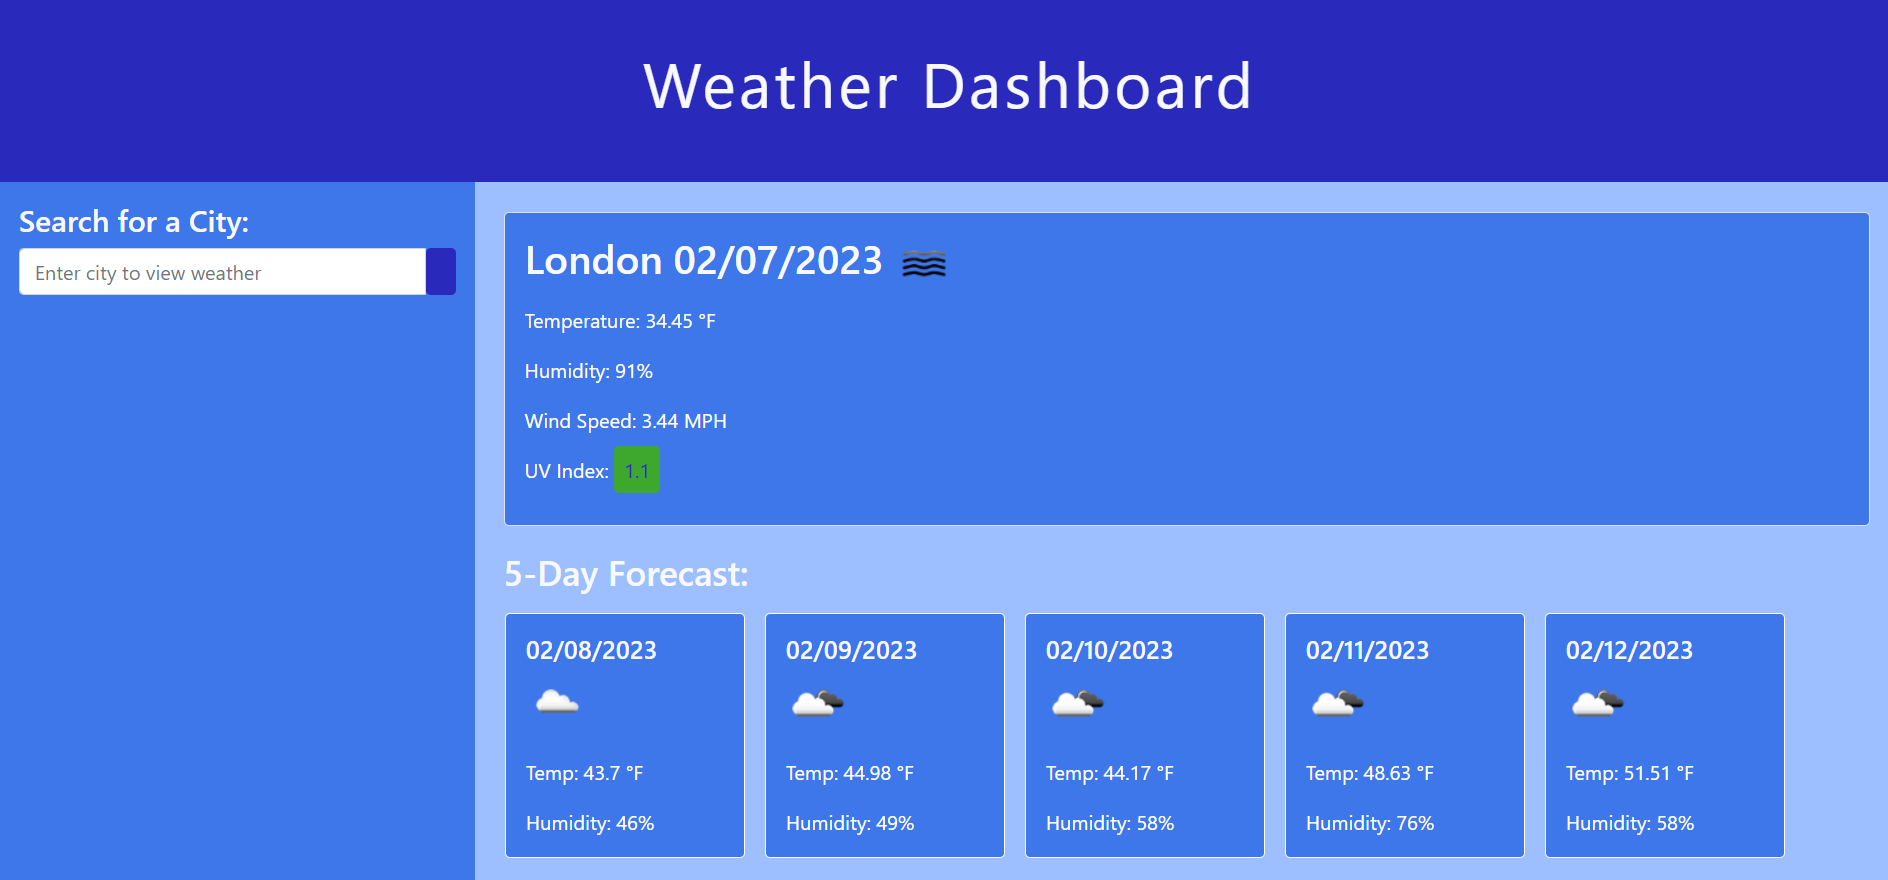 Weather Dashboard
Search for a City:
Enter city to view weather
London 02/07/2023
Temperature: 34.45 °F
Humidity: 91%
Wind Speed: 3.44 MPH
UV Index: 1.1
5-Day Forecast:
02/08/2023
Temp: 43.7 °F
Humidity: 46%
02/09/2023
Temp: 44.98 °F
Humidity: 49%
02/10/2023
Temp: 44.17 °F
Humidity: 58%
02/11/2023
Temp: 48.63 °F
Humidity: 76%
02/12/2023
Temp: 51.51 °F
Humidity: 58%